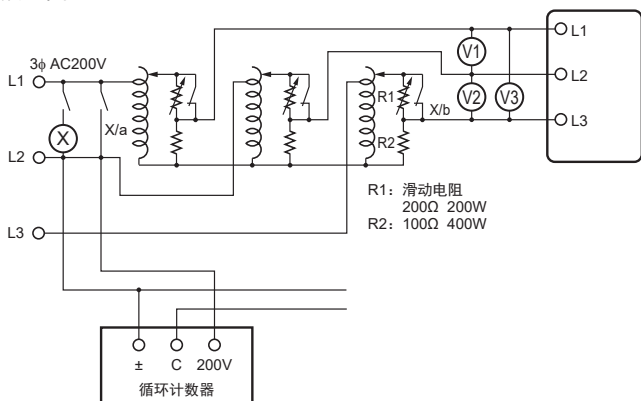 3ϕ AC200V
L1
X
X/a
L2
L3
R1
R2
X/b
V1
V2
V3
L1
L2
L3
R1：滑动电阻
200Ω 200W
R2：100Ω 400W
± C 200V
循环计数器